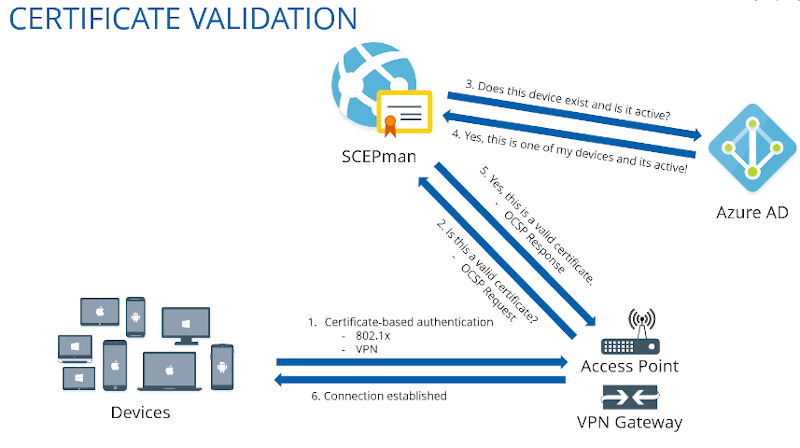 CERTIFICATE VALIDATION
3. Does this device exist and is it active?
4. Yes, this is one of my devices and its active!
SCEPman
Azure AD
5. Yes, this is a valid certificate.
- OCSP Response
2. Is this a valid certificate?
- OCSP Request
1. Certificate-based authentication
- 802.1x
- VPN
Access Point
6. Connection established
Devices
VPN Gateway